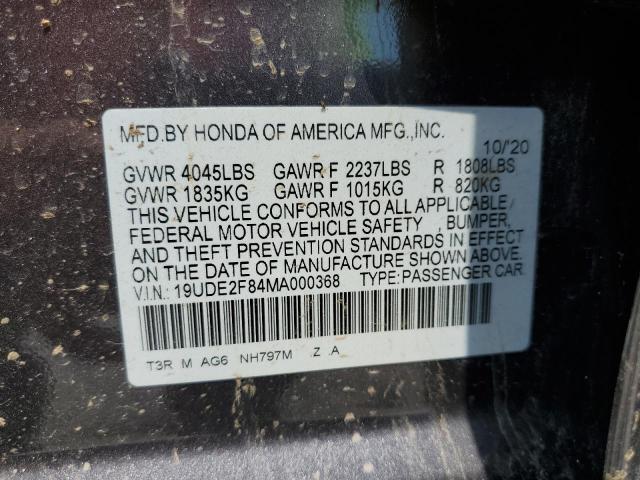 MFD.BY HONDA OF AMERICA MFG.,INC. 10/'20
GVWR 4045LBS GAWR F 2237LBS R 1808LBS
GVWR 1835KG GAWR F 1015KG R 820KG
THIS VEHICLE CONFORMS TO ALL APPLICABLE
FEDERAL MOTOR VEHICLE SAFETY , BUMPER,
AND THEFT PREVENTION STANDARDS IN EFFECT
ON THE DATE OF MANUFACTURE SHOWN ABOVE.
V.I.N.: 19UDE2F84MA000368 TYPE:PASSENGER CAR
T3R M AG6 NH797M Z .A